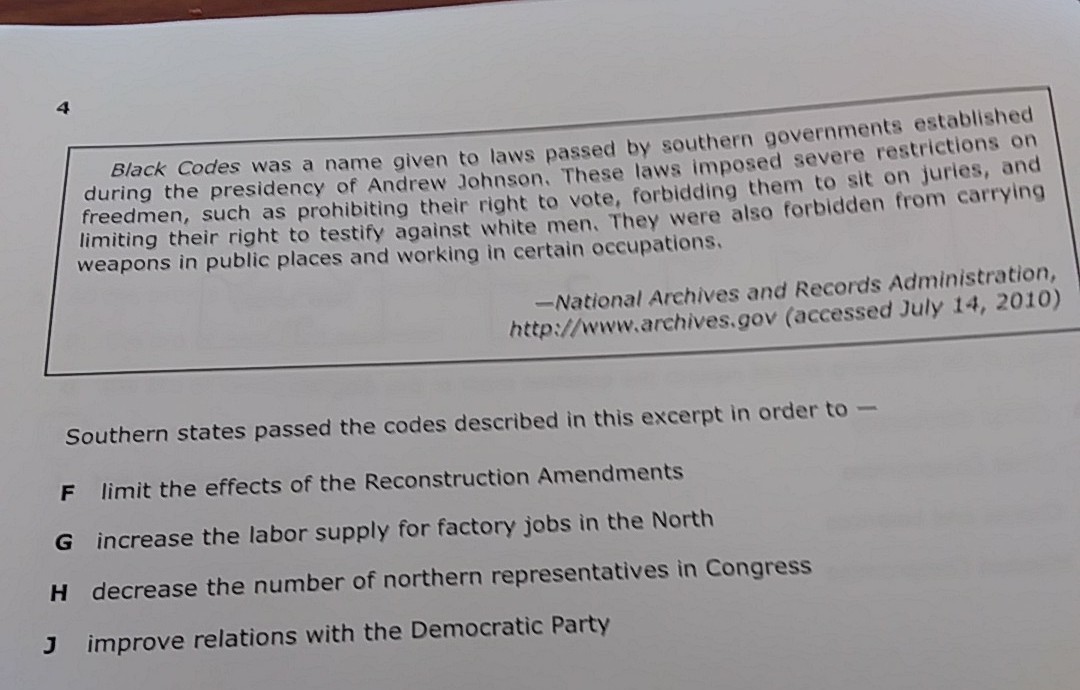 4
Black Codes was a name given to laws passed by southern governments established
during the presidency of Andrew Johnson. These laws imposed severe restrictions on
freedmen, such as prohibiting their right to vote, forbidding them to sit on juries, and
limiting their right to testify against white men. They were also forbidden from carrying
weapons in public places and working in certain occupations.
—National Archives and Records Administration,
http://www.archives.gov (accessed July 14, 2010)
Southern states passed the codes described in this excerpt in order to —
F limit the effects of the Reconstruction Amendments
G increase the labor supply for factory jobs in the North
H decrease the number of northern representatives in Congress
J improve relations with the Democratic Party